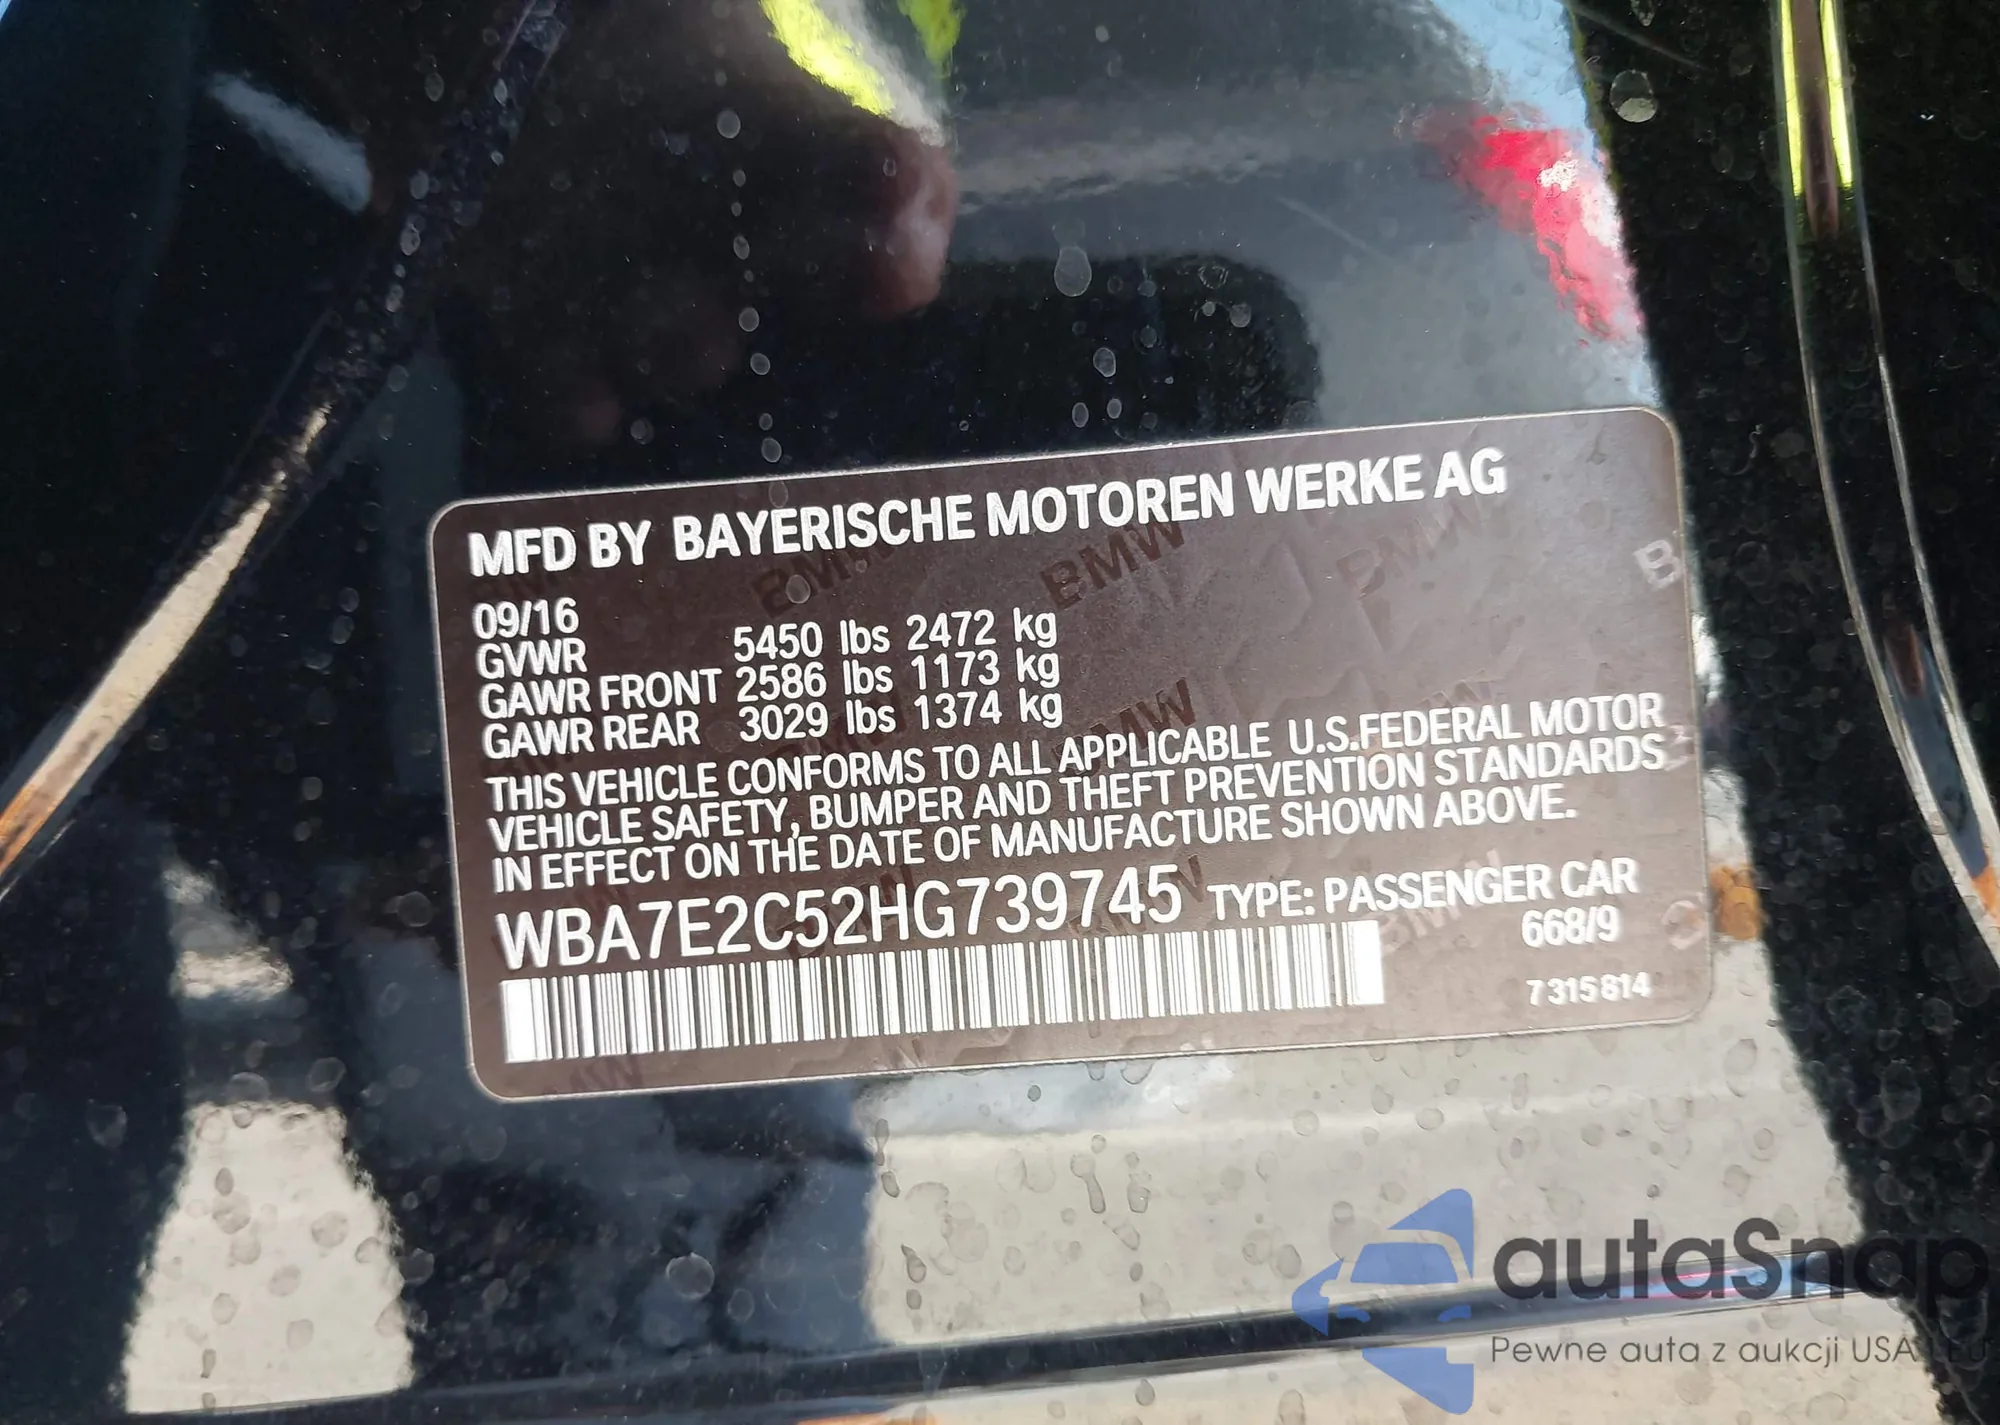 MFD BY BAYERISCHE MOTOREN WERKE AG
09/16
GVWR 5450 lbs 2472 kg
GAWR FRONT 2586 lbs 1173 kg
GAWR REAR 3029 lbs 1374 kg
THIS VEHICLE CONFORMS TO ALL APPLICABLE U.S.FEDERAL MOTOR
VEHICLE SAFETY, BUMPER AND THEFT PREVENTION STANDARDS
IN EFFECT ON THE DATE OF MANUFACTURE SHOWN ABOVE.
WBA7E2C52HG739745 TYPE: PASSENGER CAR
668/9
7315814
autaSnap
Pewne auta z aukcji USA i EU